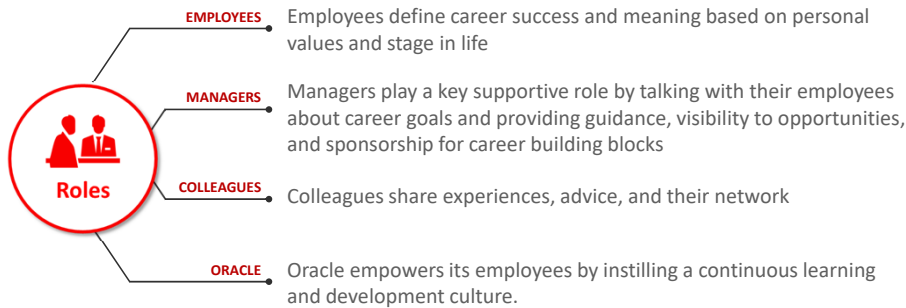 EMPLOYEES
Employees define career success and meaning based on personal
values and stage in life
MANAGERS
Managers play a key supportive role by talking with their employees
about career goals and providing guidance, visibility to opportunities,
and sponsorship for career building blocks
Roles
COLLEAGUES
Colleagues share experiences, advice, and their network
ORACLE
Oracle empowers its employees by instilling a continuous learning
and development culture.